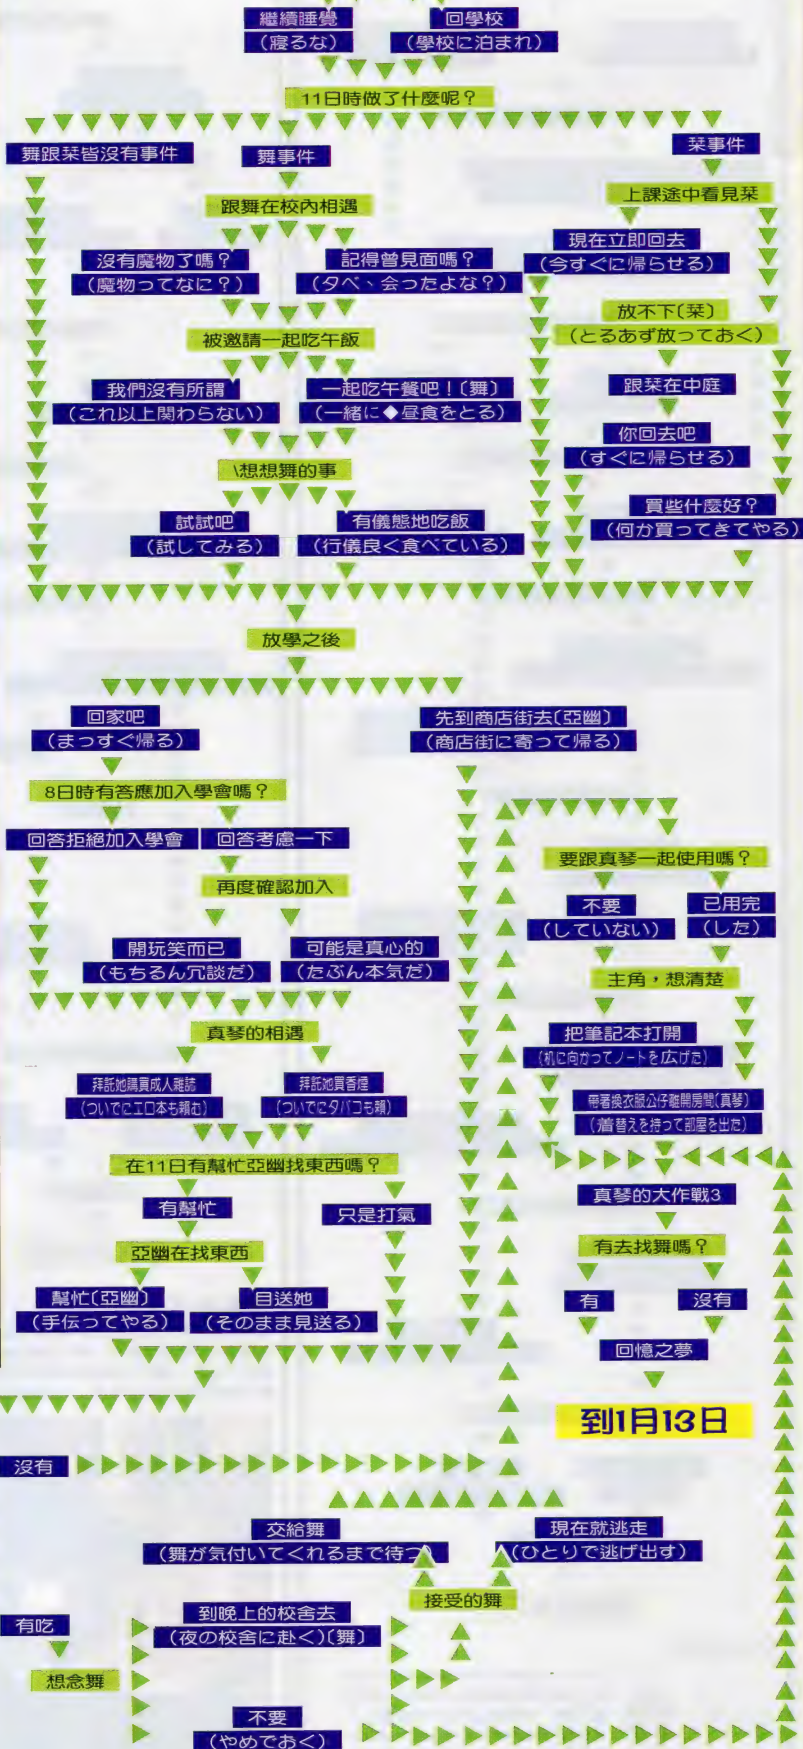 繼續睡覺
(寢るな)
回學校
(學校に泊まれ)
11日時做了什麼呢？
舞跟栞皆沒有事件
舞事件
栞事件
跟舞在校內相遇
上課途中看見栞
沒有魔物了嗎？
(魔物ってなに？)
記得曾見面嗎？
(夕べ、会ったよな？)
現在立即回去
(今すぐに帰らせる)
被邀請一起吃午飯
放不下〔栞〕
(とるあず放っておく)
我們沒有所謂
(これ以上関わらない)
一起吃午餐吧！〔舞〕
(一緒に◆昼食をとる)
跟栞在中庭
你回去吧
(すぐに帰らせる)
\想想舞的事
試試吧
(試してみる)
有儀態地吃飯
(行儀良く食べている)
買些什麼好？
(何か買ってきてやる)
放學之後
回家吧
(まっすぐ帰る)
先到商店街去〔亞幽〕
(商店街に寄って帰る)
8日時有答應加入學會嗎？
回答拒絕加入學會
回答考慮一下
再度確認加入
開玩笑而已
(もちるん冗談だ)
可能是真心的
(たぶん本気だ)
真琴的相遇
拜託她購買成人雜誌
(ついでにエロ本も頼む)
拜託她買香煙
(ついでにタバコも頼)
在11日有幫忙亞幽找東西嗎？
有幫忙
只是打氣
亞幽在找東西
幫忙〔亞幽〕
(手伝ってやる)
目送她
(そのまま見送る)
要跟真琴一起使用嗎？
不要
(していない)
已用完
(した)
主角，想清楚
把筆記本打開
(机に向かってノートを広げた)
帶著換衣服公仔離開房間〔真琴〕
(着替えを持って部屋を出た)
真琴的大作戰3
有去找舞嗎？
有
沒有
回憶之夢
到1月13日
沒有
交給舞
(舞が気付いてくれるまで待つ)
現在就逃走
(ひとりで逃げ出す)
接受的舞
有吃
想念舞
到晚上的校舍去
(夜の校舍に赴く)〔舞〕
不要
(やめておく)